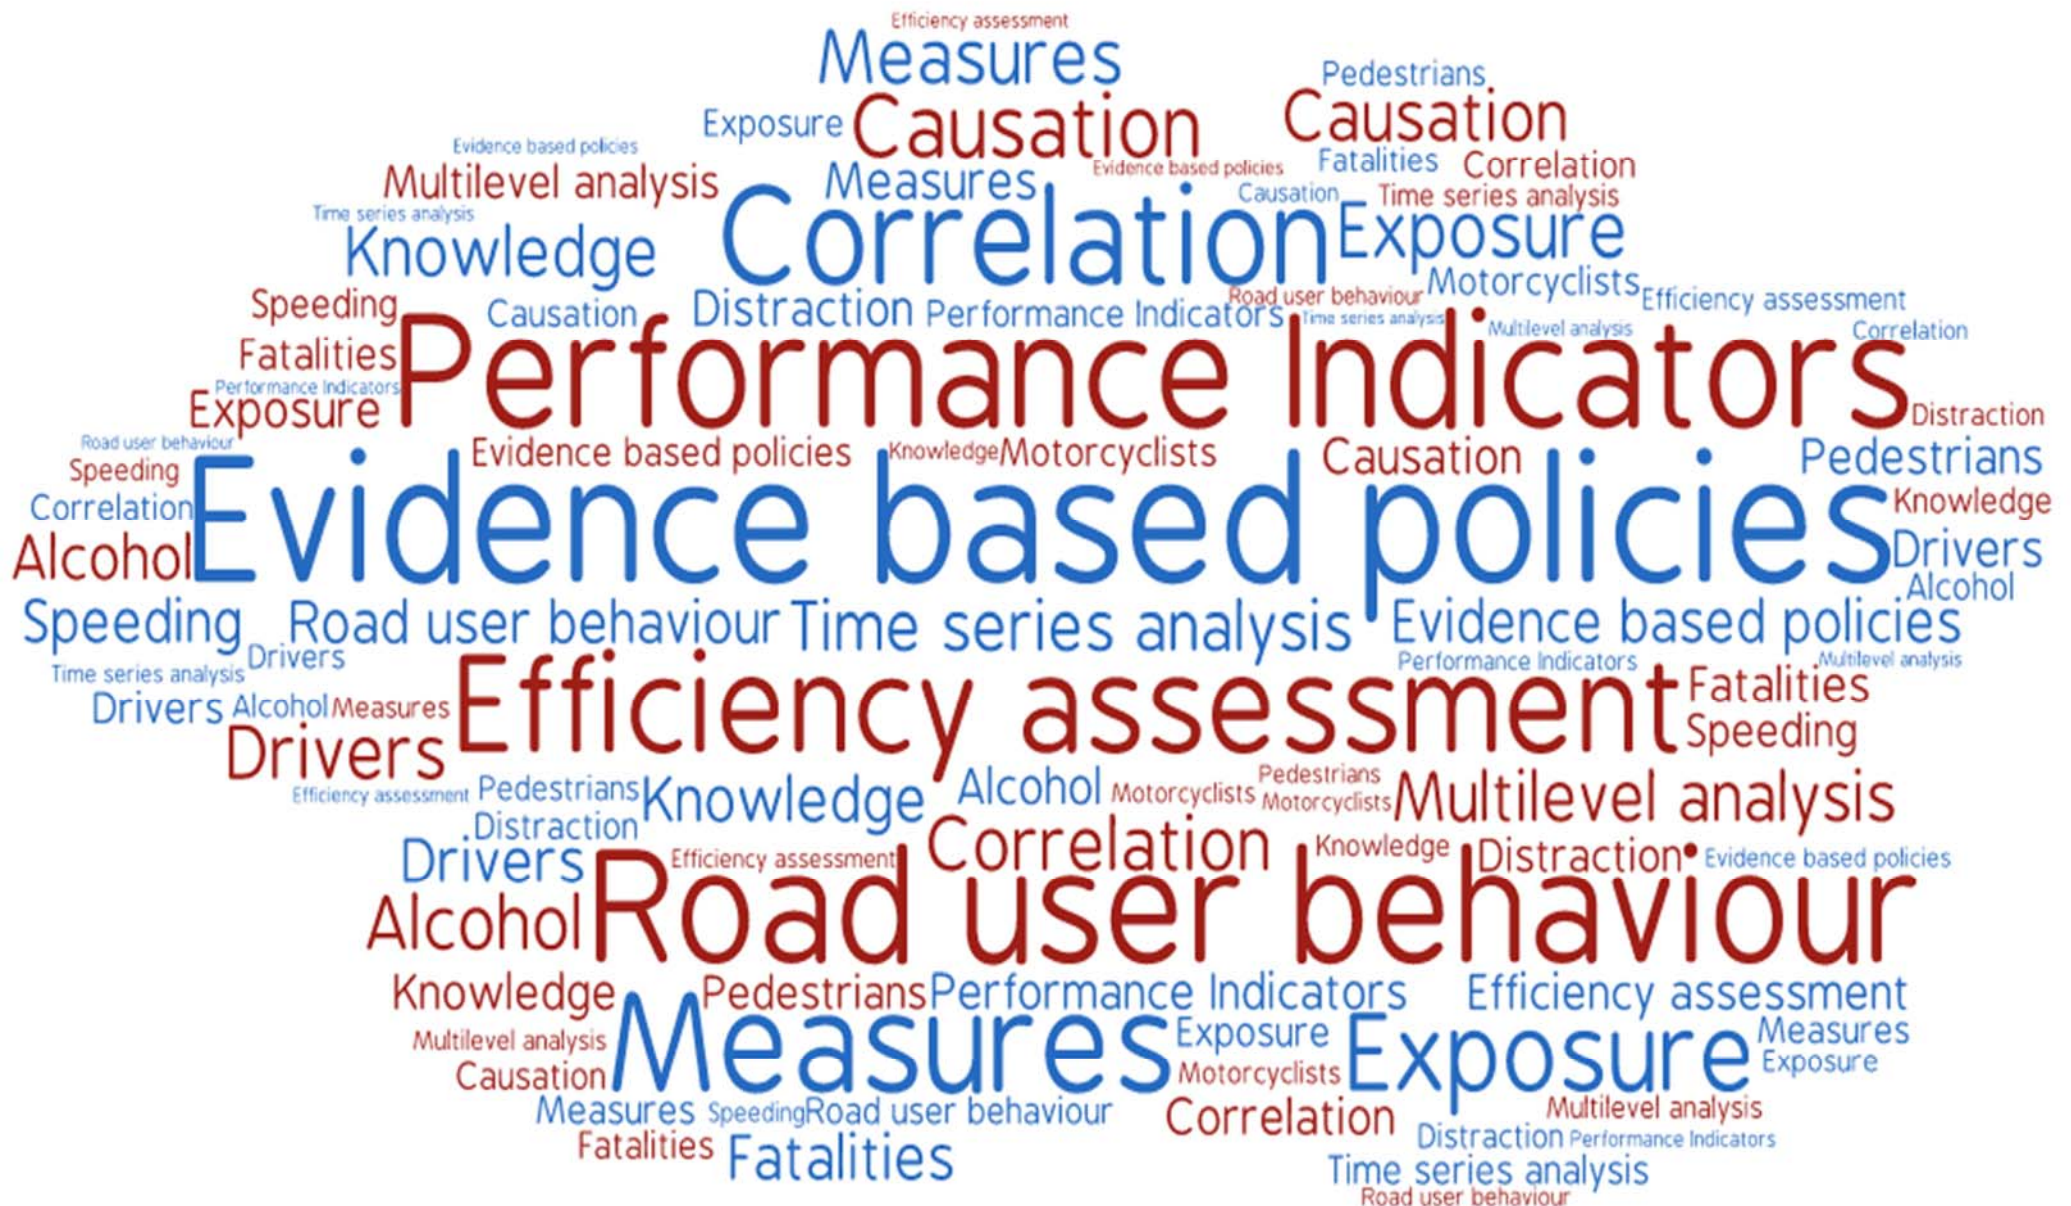 Efficiency assessment
Measures
Pedestrians
Exposure Causation Causation
Evidence based policies
Evidence based policies Fatalities Correlation
Multilevel analysis Measures
Causation Time series analysis
Time series analysis
Knowledge Correlation Exposure
Motorcyclists
Speeding Road user behaviour Efficiency assessment
Causation Distraction Performance Indicators Time series analysis Multilevel analysis Correlation
Fatalities
Performance Indicators
Performance Indicators
Exposure Distraction
Road user behaviour Evidence based policies Knowledge Motorcyclists Causation Pedestrians
Speeding
Correlation Knowledge
Evidence based policies
Alcohol Drivers
Alcohol
Speeding Road user behaviour Time series analysis Evidence based policies
Drivers Performance Indicators Multilevel analysis
Time series analysis
Fatalities
Drivers Alcohol Measures Efficiency assessment
Speeding
Drivers
Pedestrians
Efficiency assessment Pedestrians Knowledge Alcohol Motorcyclists Motorcyclists Multilevel analysis
Distraction
Drivers Efficiency assessment Correlation Knowledge Distraction Evidence based policies
Alcohol Road user behaviour
Knowledge Pedestrians Performance Indicators Efficiency assessment
Multilevel analysis Measures Exposure Exposure Measures
Causation Motorcyclists Exposure
Measures Speeding Road user behaviour Correlation Multilevel analysis
Fatalities Fatalities Distraction Performance Indicators
Time series analysis
Road user behaviour